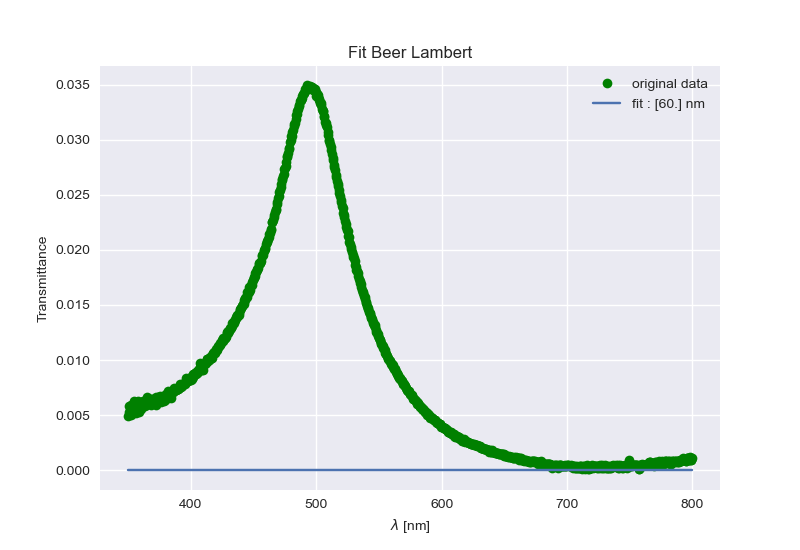 Fit Beer Lambert
original data
fit : [60.] nm
Transmittance
0.035
0.030
0.025
0.020
0.015
0.010
0.005
0.000
400 500 600 700 800
λ [nm]